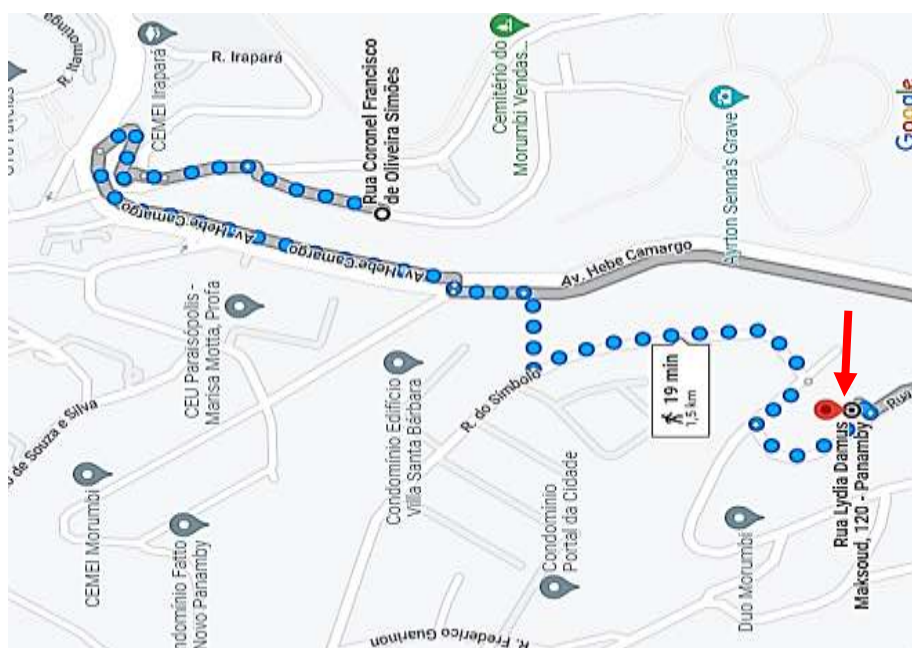 R. Irapará
CEMEI Irapará
Rua Coronel Francisco
de Oliveira Simões
Cemitério do
Morumbi Vendas...
Ayrton Senna's Grave
Google
Av. Hebe Camargo
Av. Hebe Camargo
Av. Hebe Camargo
Av. Hebe Camargo
CEU Paraisópolis -
Marisa Motta, Profa
de Souza e Silva
CEMEI Morumbi
ndomínio Fatto
Novo Panamby
Condomínio Edifício
Villa Santa Bárbara
R. do Símbolo
19 min
1,5 km
Condomínio
Portal da Cidade
R. Frederico Guarinon
Duo Morumbi
Rua Lydia Damus
Maksoud, 120 - Panamby
Rua